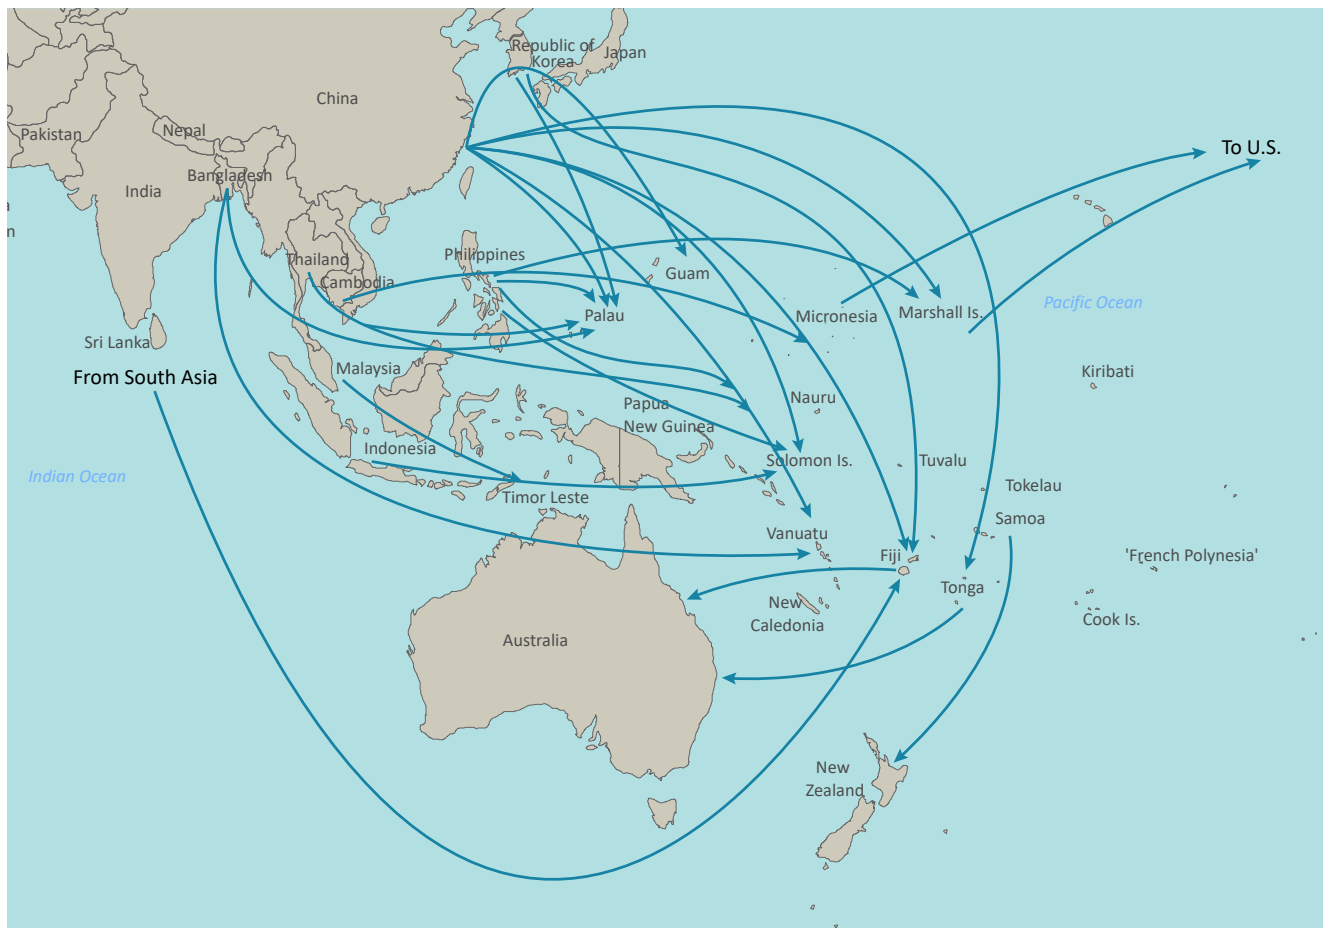 Republic of
Korea
Japan
China
Pakistan
Nepal
To U.S.
Bangladesh
India
a
n
Philippines
Thailand
Guam
Cambodia
Pacific Ocean
Palau
Micronesia
Marshall Is.
Sri Lanka
Malaysia
Kiribati
From South Asia
Nauru
Papua
New Guinea
Indonesia
Solomon Is.
Tuvalu
Indian Ocean
Timor Leste
Tokelau
Samoa
Vanuatu
Fiji
'French Polynesia'
Tonga
New
Caledonia
Cook Is.
Australia
New
Zealand